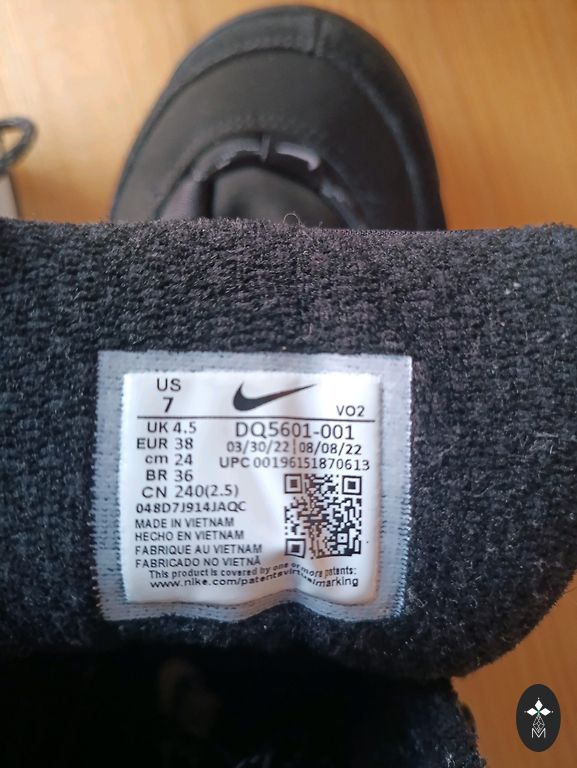 US
7
VO2
UK 4.5
EUR 38
cm 24
BR 36
CN 240(2.5)
DQ5601-001
03/30/22 | 08/08/22
UPC 00196151870613
048D7J914JAQC
MADE IN VIETNAM
HECHO EN VIETNAM
FABRIQUE AU VIETNAM
FABRICADO NO VIETNÃ
This product is covered by one or more patents:
www.nike.com/patentsvirtualmarking
M